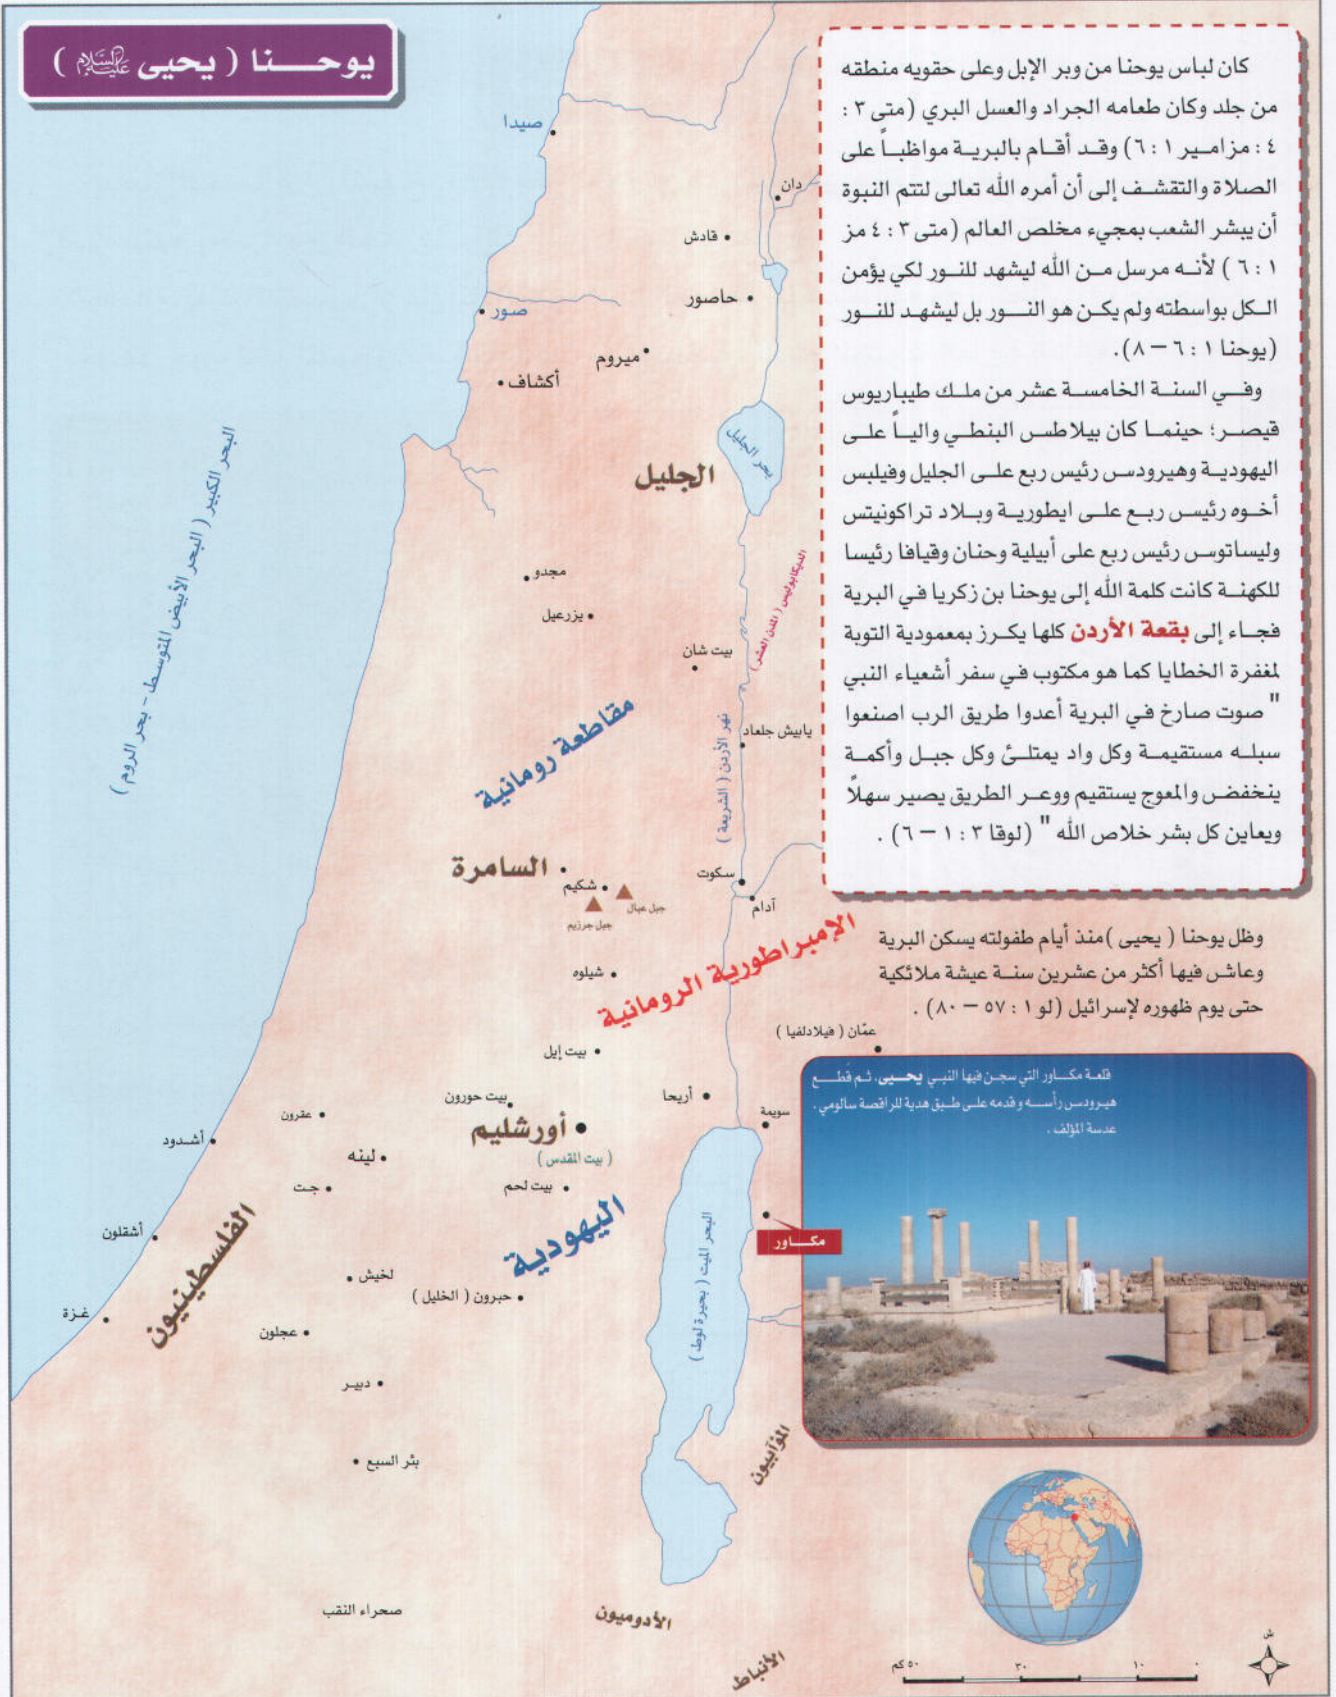 يوحـــنا ( يحيى عليه السلام )
كان لباس يوحنا من وبر الإبل وعلى حقويه منطقه
من جلد وكان طعامه الجراد والعسل البري (متى ٣ :
٤ : مزامير ١ : ٦) وقد أقام بالبرية مواظباً على
الصلاة والتقشف إلى أن أمره الله تعالى لتتم النبوة
أن يبشر الشعب بمجيء مخلص العالم (متى ٣ : ٤ مز
١ : ٦ ) لأنه مرسل من الله ليشهد للنور لكي يؤمن
الكل بواسطته ولم يكن هو النور بل ليشهد للنور
(يوحنا ١ : ٦ – ٨).
وفي السنة الخامسة عشر من ملك طيباريوس
قيصر؛ حينما كان بيلاطس البنطي والياً على
اليهودية وهيرودس رئيس ربع على الجليل وفيلبس
أخوه رئيس ربع على ايطورية وبلاد تراكونيتس
وليساتوس رئيس ربع على أبيلية وحنان وقيافا رئيسا
للكهنة كانت كلمة الله إلى يوحنا بن زكريا في البرية
فجاء إلى بقعة الأردن كلها يكرز بمعمودية التوبة
لمغفرة الخطايا كما هو مكتوب في سفر أشعياء النبي
" صوت صارخ في البرية أعدوا طريق الرب اصنعوا
سبله مستقيمة وكل واد يمتلئ وكل جبل وأكمة
ينخفض والمعوج يستقيم ووعر الطريق يصير سهلاً
ويعاين كل بشر خلاص الله " (لوقا ٣ : ١ – ٦) .
وظل يوحنا ( يحيى )منذ أيام طفولته يسكن البرية
وعاش فيها أكثر من عشرين سنة عيشة ملائكية
حتى يوم ظهوره لإسرائيل (لو ١ : ٥٧ – ٨٠) .
قلعة مكاور التي سجن فيها النبي يحيى، ثم قَطع
هيرودس رأسه وقدمه على طبق هدية للراقصة سالومي .
عدسة المؤلف .
صيدا
دان
قادش
حاصور
صور
ميروم
أكشاف
بحر الجليل
الجليل
البحر الكبير ( البحر الأبيض المتوسط - بحر الروم )
مجدو
يزرعيل
الديكابوليس ( المدن العشر )
بيت شان
مقاطعة رومانية
نهر الأردن ( الشريعة )
يابيش جلعاد
السامرة
شكيم
جبل عيبال
جبل جرزيم
سكوت
آدام
الإمبراطورية الرومانية
شيلوه
عمّان ( فيلادلفيا )
بيت إيل
بيت حورون
أريحا
سويمة
عقرون
أورشليم
( بيت المقدس )
أشدود
لينه
جت
بيت لحم
أشقلون
الفلسطينيون
اليهودية
البحر الميت ( بحيرة لوط )
مكاور
لخيش
حبرون ( الخليل )
غزة
عجلون
دبير
بئر السبع
المؤآبيون
صحراء النقب
الأدوميون
الأنباط
ش
٥٠ كم
٣٠
١٠
٠